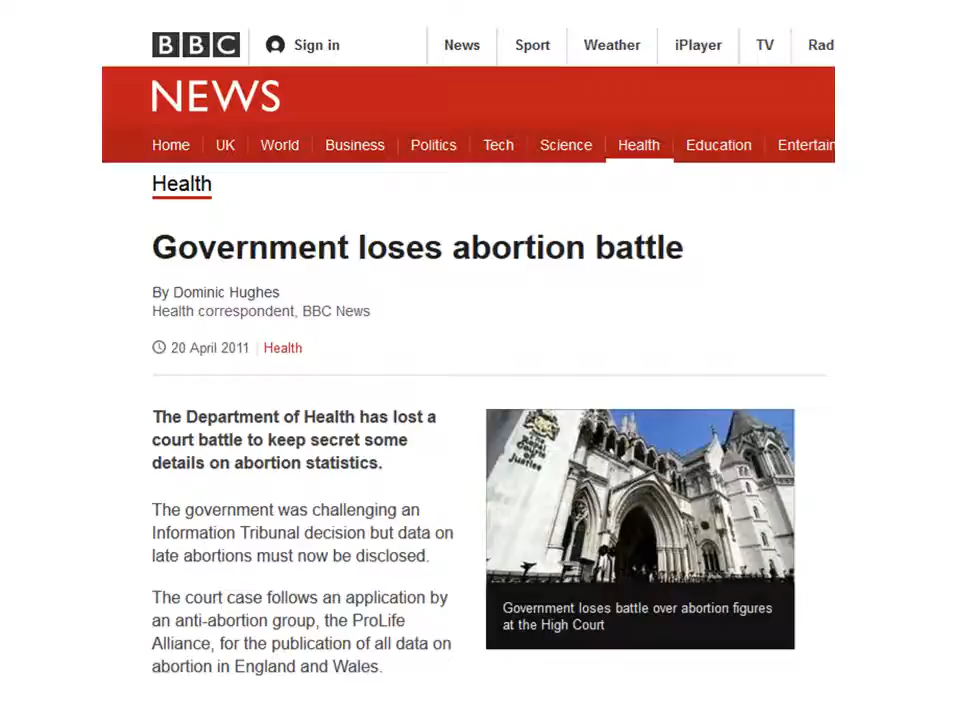 BBC Sign in News Sport Weather iPlayer TV Rad
NEWS
Home UK World Business Politics Tech Science Health Education Entertain
Health
Government loses abortion battle
By Dominic Hughes
Health correspondent, BBC News
20 April 2011 Health
The Department of Health has lost a
court battle to keep secret some
details on abortion statistics.
The government was challenging an
Information Tribunal decision but data on
late abortions must now be disclosed.
The court case follows an application by
an anti-abortion group, the ProLife
Alliance, for the publication of all data on
abortion in England and Wales.
The
Royal
Courts
of
Justice
Government loses battle over abortion figures
at the High Court